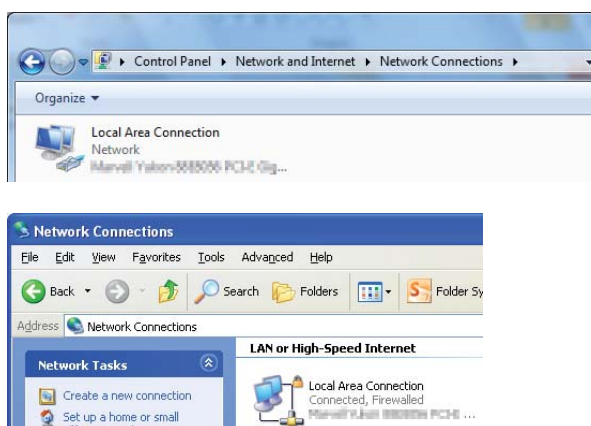 Control Panel ▸ Network and Internet ▸ Network Connections ▸
Organize ▾
Local Area Connection
Network
Network Connections
File Edit View Favorites Tools Advanced Help
Back Search Folders Folder Sy
Address Network Connections
LAN or High-Speed Internet
Network Tasks
Local Area Connection
Create a new connection
Connected, Firewalled
Set up a home or small